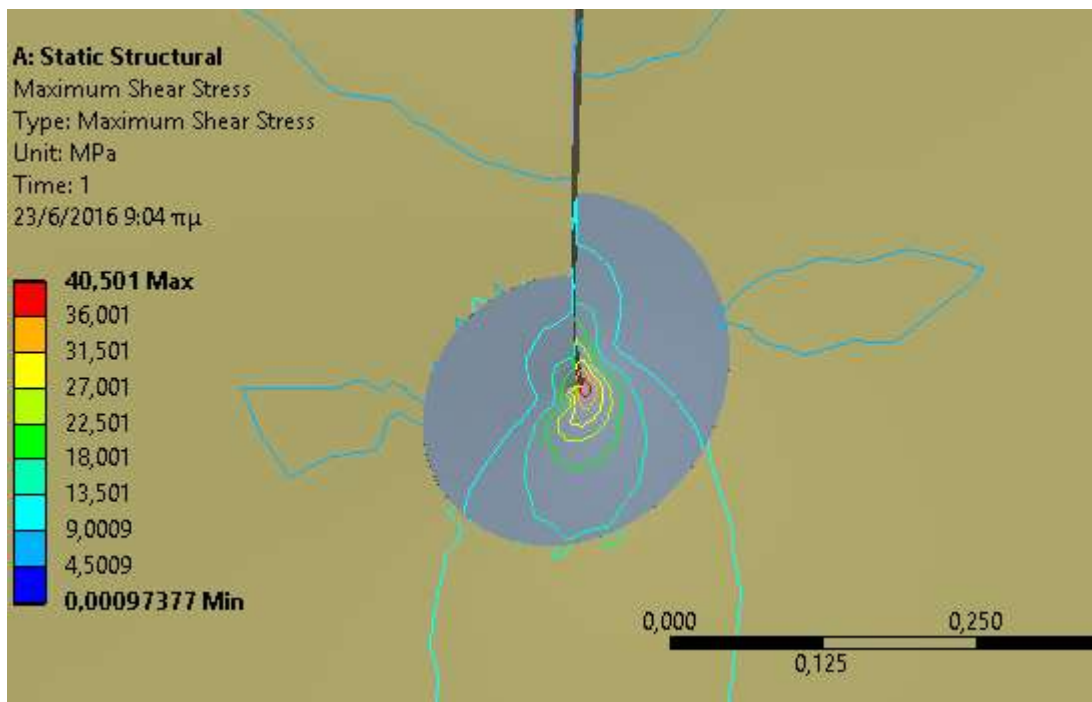 A: Static Structural
Maximum Shear Stress
Type: Maximum Shear Stress
Unit: MPa
Time: 1
23/6/2016 9:04 πμ
40,501 Max
36,001
31,501
27,001
22,501
18,001
13,501
9,0009
4,5009
0,00097377 Min
0,000 0,250
0,125